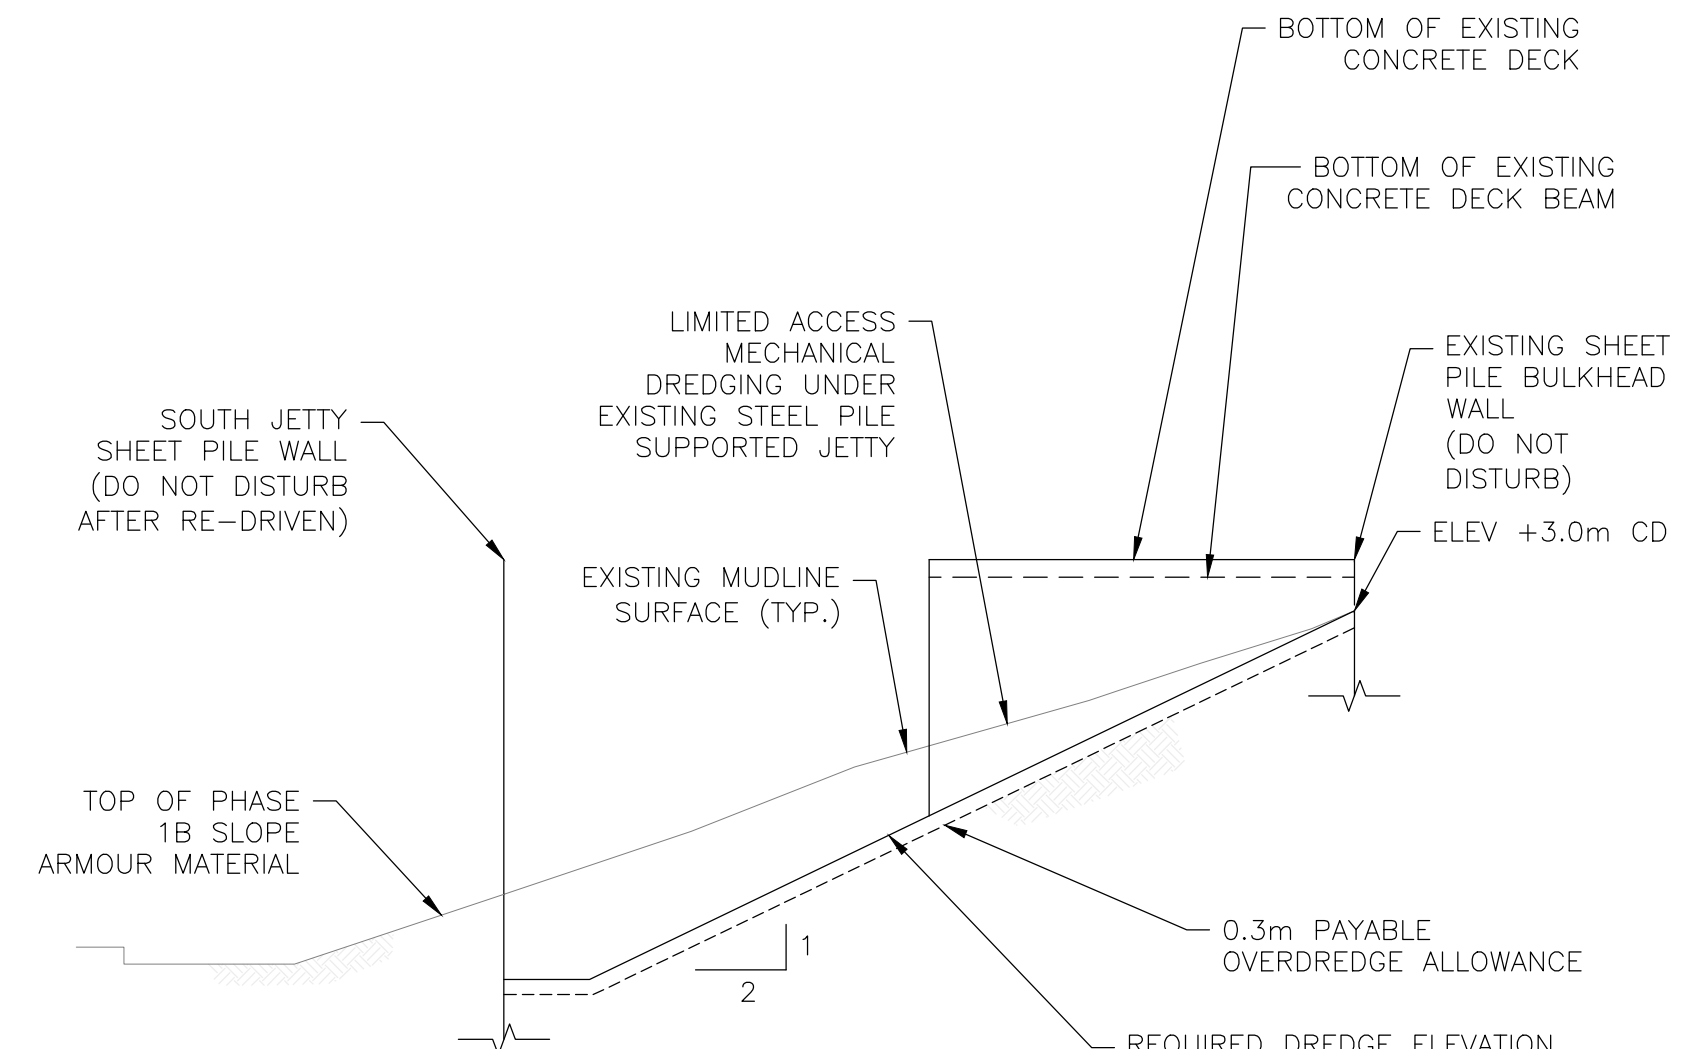 BOTTOM OF EXISTING
CONCRETE DECK
BOTTOM OF EXISTING
CONCRETE DECK BEAM
LIMITED ACCESS
MECHANICAL
DREDGING UNDER
EXISTING STEEL PILE
SUPPORTED JETTY
EXISTING SHEET
PILE BULKHEAD
WALL
(DO NOT
DISTURB)
SOUTH JETTY
SHEET PILE WALL
(DO NOT DISTURB
AFTER RE-DRIVEN)
ELEV +3.0m CD
EXISTING MUDLINE
SURFACE (TYP.)
TOP OF PHASE
1B SLOPE
ARMOUR MATERIAL
1
2
0.3m PAYABLE
OVERDREDGE ALLOWANCE
REQUIRED DREDGE ELEVATION